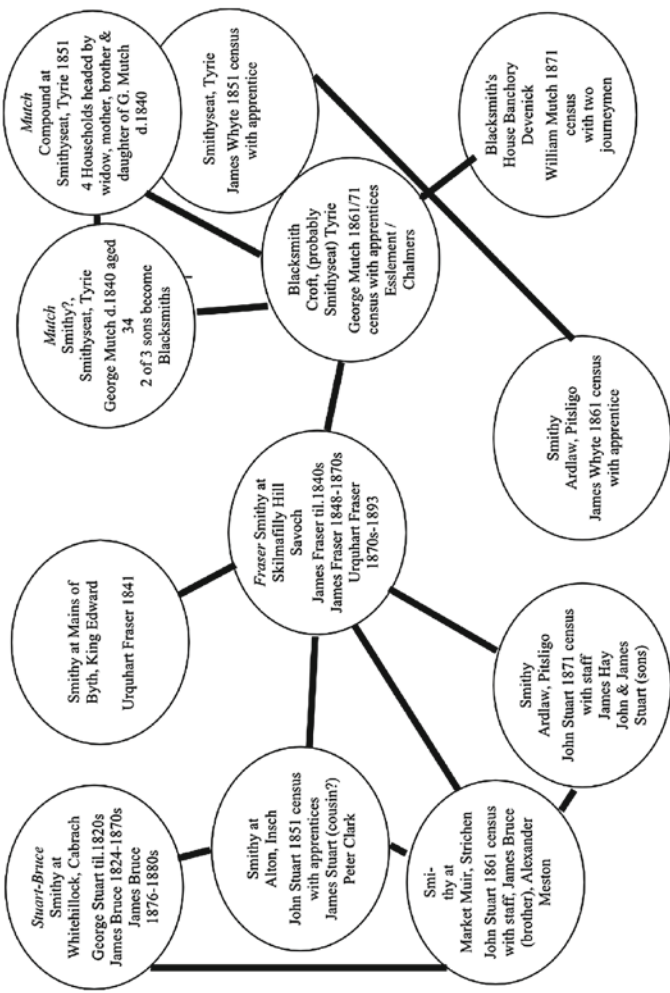 Stuart-Bruce
Smithy at
Whitehillock, Cabrach
George Stuart til.1820s
James Bruce 1824-1870s
James Bruce
1876-1880s
Smithy at Mains of
Byth, King Edward
Urquhart Fraser 1841
Mutch
Smithy?,
Smithyseat, Tyrie
George Mutch d.1840 aged
34
2 of 3 sons become
Blacksmiths
Mutch
Compound at
Smithyseat, Tyrie 1851
4 Households headed by
widow, mother, brother &
daughter of G. Mutch
d.1840
Smithyseat, Tyrie
James Whyte 1851 census
with apprentice
Smithy at
Alton, Insch
John Stuart 1851 census
with apprentices
James Stuart (cousin?)
Peter Clark
Fraser Smithy at
Skilmafilly Hill
Savoch
James Fraser til.1840s
James Fraser 1848-1870s
Urquhart Fraser
1870s-1893
Blacksmith
Croft, (probably
Smithyseat) Tyrie
George Mutch 1861/71
census with apprentices
Esslement /
Chalmers
Smi-
thy at
Market Muir, Strichen
John Stuart 1861 census
with staff, James Bruce
(brother), Alexander
Meston
Smithy
Ardlaw, Pitsligo
John Stuart 1871 census
with staff
James Hay
John & James
Stuart (sons)
Smithy
Ardlaw, Pitsligo
James Whyte 1861 census
with apprentice
Blacksmith's
House Banchory
Devenick
William Mutch 1871
census
with two
journeymen